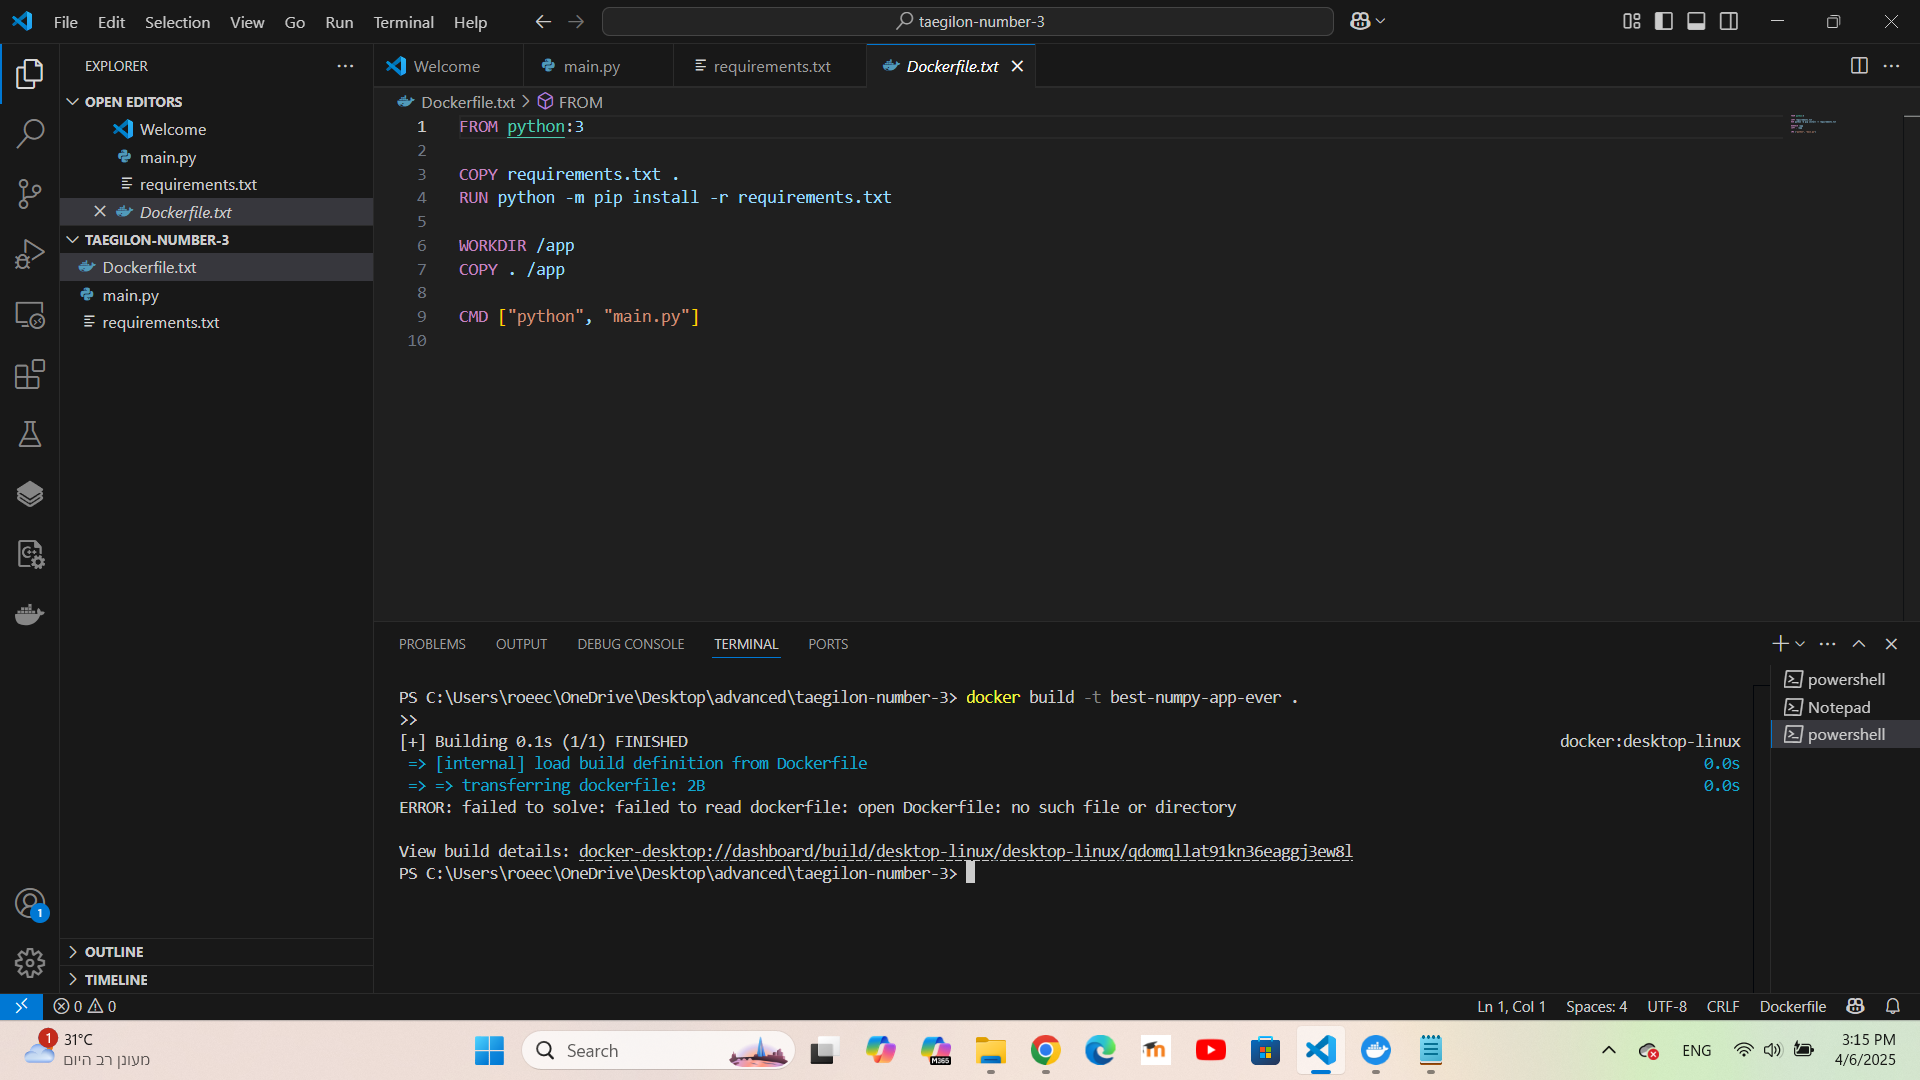 File Edit Selection View Go Run Terminal Help
taegilon-number-3
EXPLORER
OPEN EDITORS
Welcome
main.py
requirements.txt
Dockerfile.txt
TAEGILON-NUMBER-3
Dockerfile.txt
main.py
requirements.txt
OUTLINE
TIMELINE
1
Welcome
main.py
requirements.txt
Dockerfile.txt
Dockerfile.txt > FROM
1 FROM python:3
2
3 COPY requirements.txt .
4 RUN python -m pip install -r requirements.txt
5
6 WORKDIR /app
7 COPY . /app
8
9 CMD ["python", "main.py"]
10
PROBLEMS OUTPUT DEBUG CONSOLE TERMINAL PORTS
PS C:\Users\roeec\OneDrive\Desktop\advanced\taegilon-number-3> docker build -t best-numpy-app-ever .
>>
[+] Building 0.1s (1/1) FINISHED docker:desktop-linux
=> [internal] load build definition from Dockerfile 0.0s
=> => transferring dockerfile: 2B 0.0s
ERROR: failed to solve: failed to read dockerfile: open Dockerfile: no such file or directory
View build details: docker-desktop://dashboard/build/desktop-linux/desktop-linux/qdomqllat91kn36eaggj3ew8l
PS C:\Users\roeec\OneDrive\Desktop\advanced\taegilon-number-3>
powershell
Notepad
powershell
0 0
Ln 1, Col 1 Spaces: 4 UTF-8 CRLF Dockerfile
1
31°C
מעונן רב היום
Search
M365
ENG
3:15 PM
4/6/2025